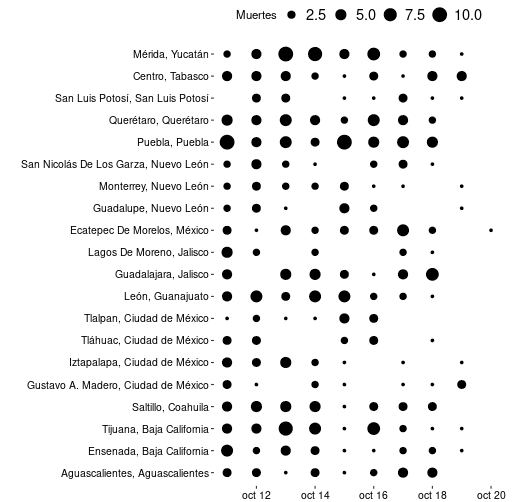 Muertes 2.5 5.0 7.5 10.0
Mérida, Yucatán
Centro, Tabasco
San Luis Potosí, San Luis Potosí
Querétaro, Querétaro
Puebla, Puebla
San Nicolás De Los Garza, Nuevo León
Monterrey, Nuevo León
Guadalupe, Nuevo León
Ecatepec De Morelos, México
Lagos De Moreno, Jalisco
Guadalajara, Jalisco
León, Guanajuato
Tlalpan, Ciudad de México
Tláhuac, Ciudad de México
Iztapalapa, Ciudad de México
Gustavo A. Madero, Ciudad de México
Saltillo, Coahuila
Tijuana, Baja California
Ensenada, Baja California
Aguascalientes, Aguascalientes
oct 12 oct 14 oct 16 oct 18 oct 20